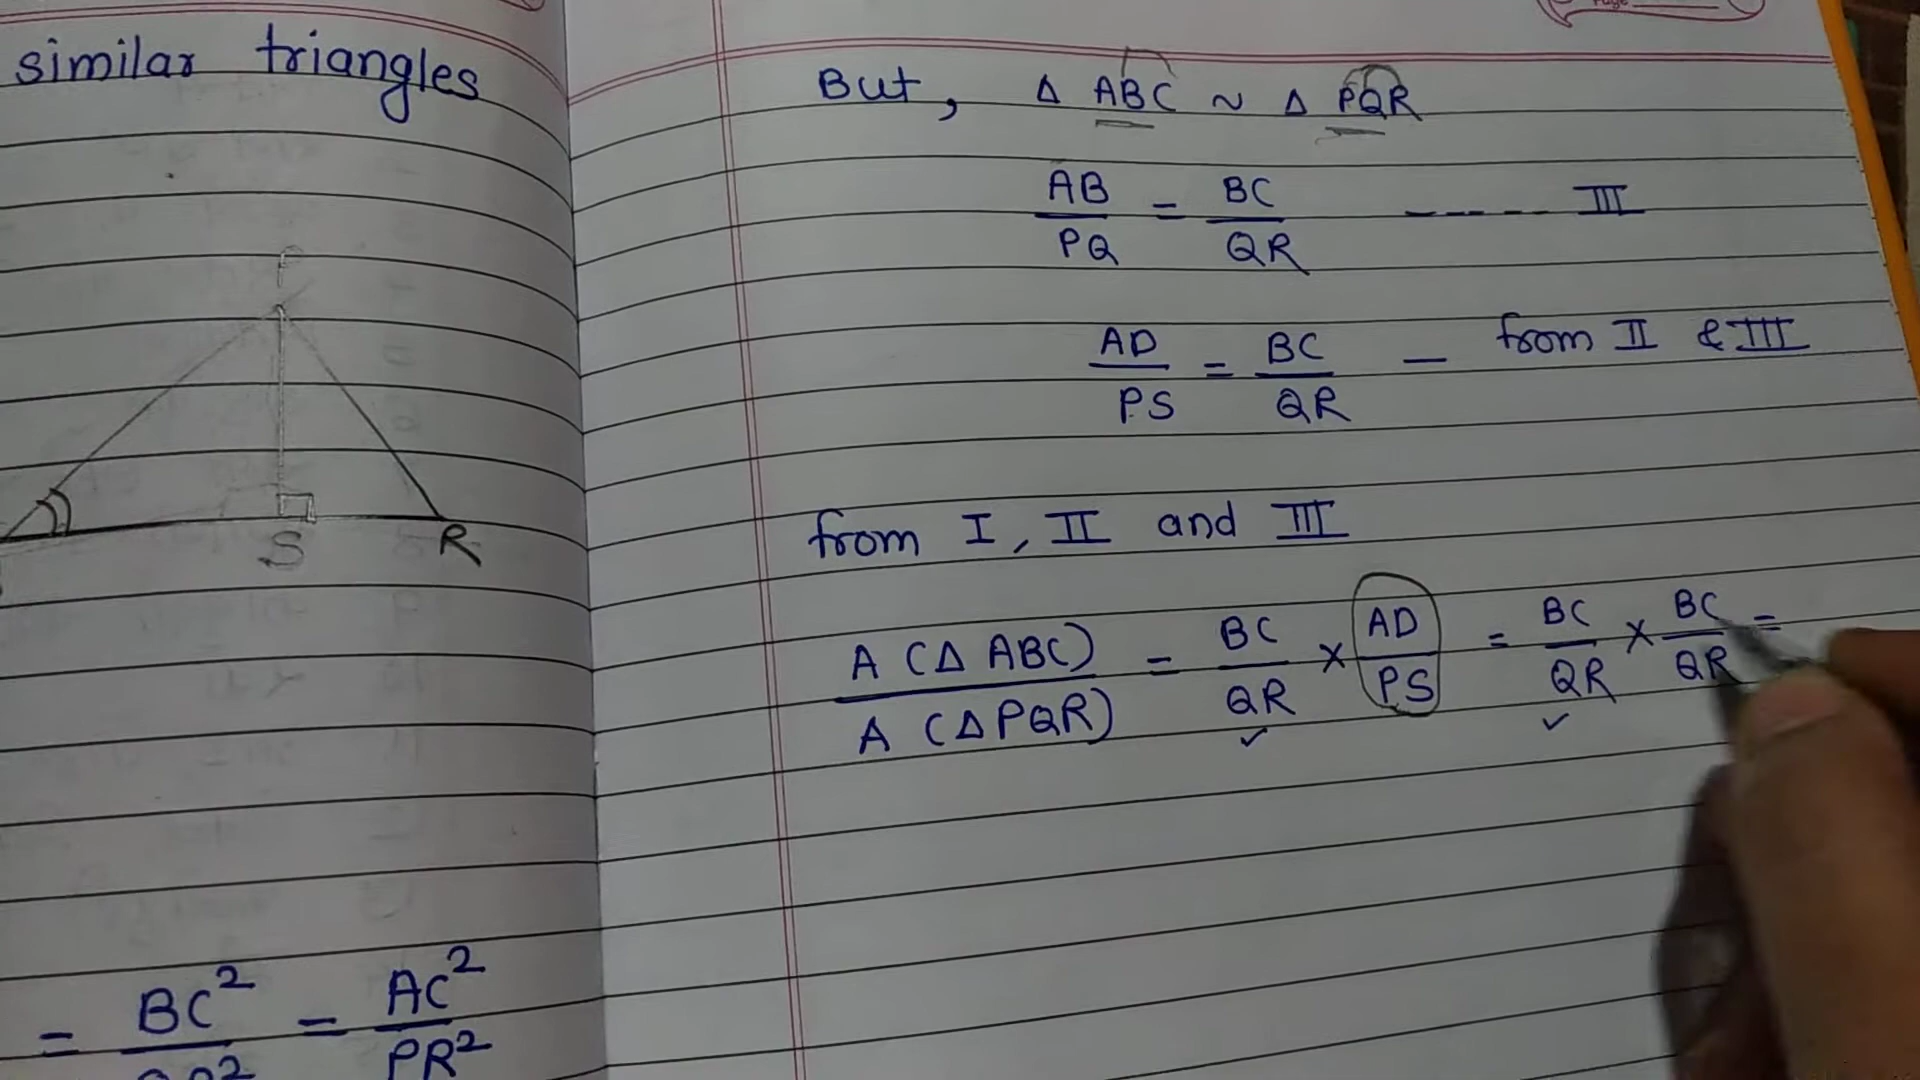 similar triangles
P
S R
= BC² = AC²
PR²
But, Δ ABC ~ Δ PQR
AB/PQ = BC/QR ----- III
AD/PS = BC/QR — from II & III
from I, II and III
A (Δ ABC)/A (Δ PQR) = BC/QR × AD/PS = BC/QR × BC/QR =